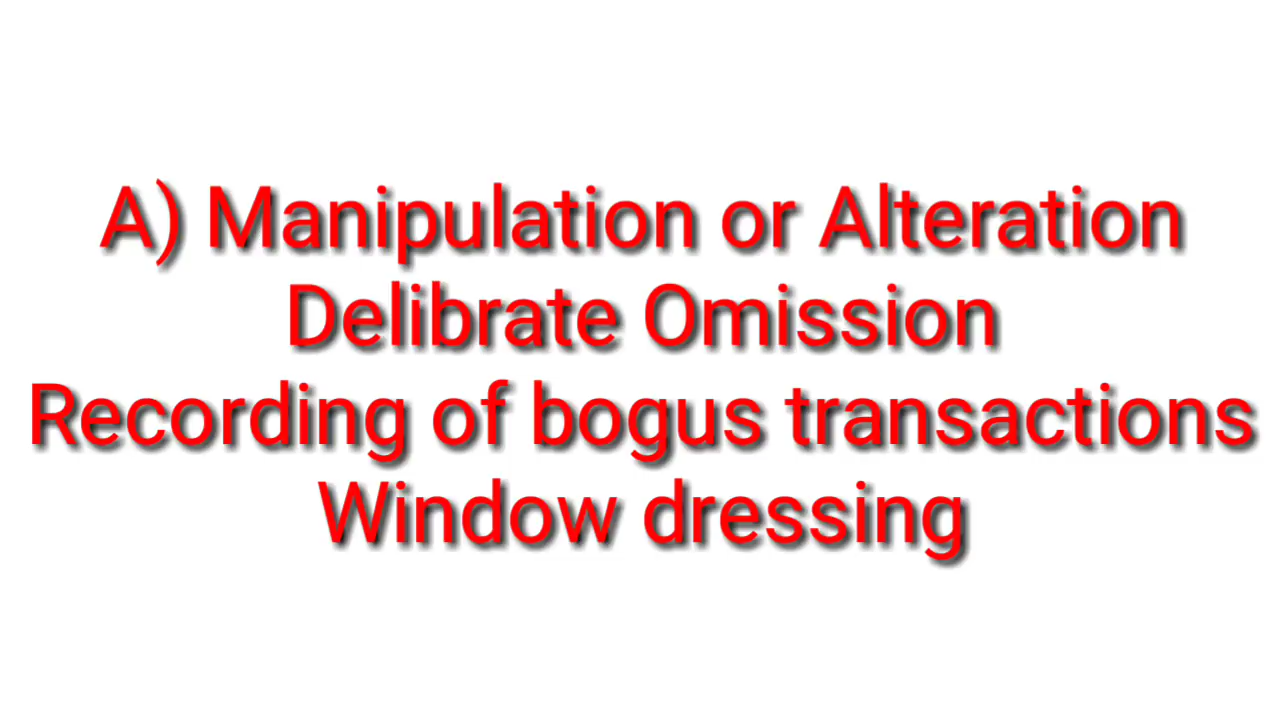 A) Manipulation or Alteration
Delibrate Omission
Recording of bogus transactions
Window dressing